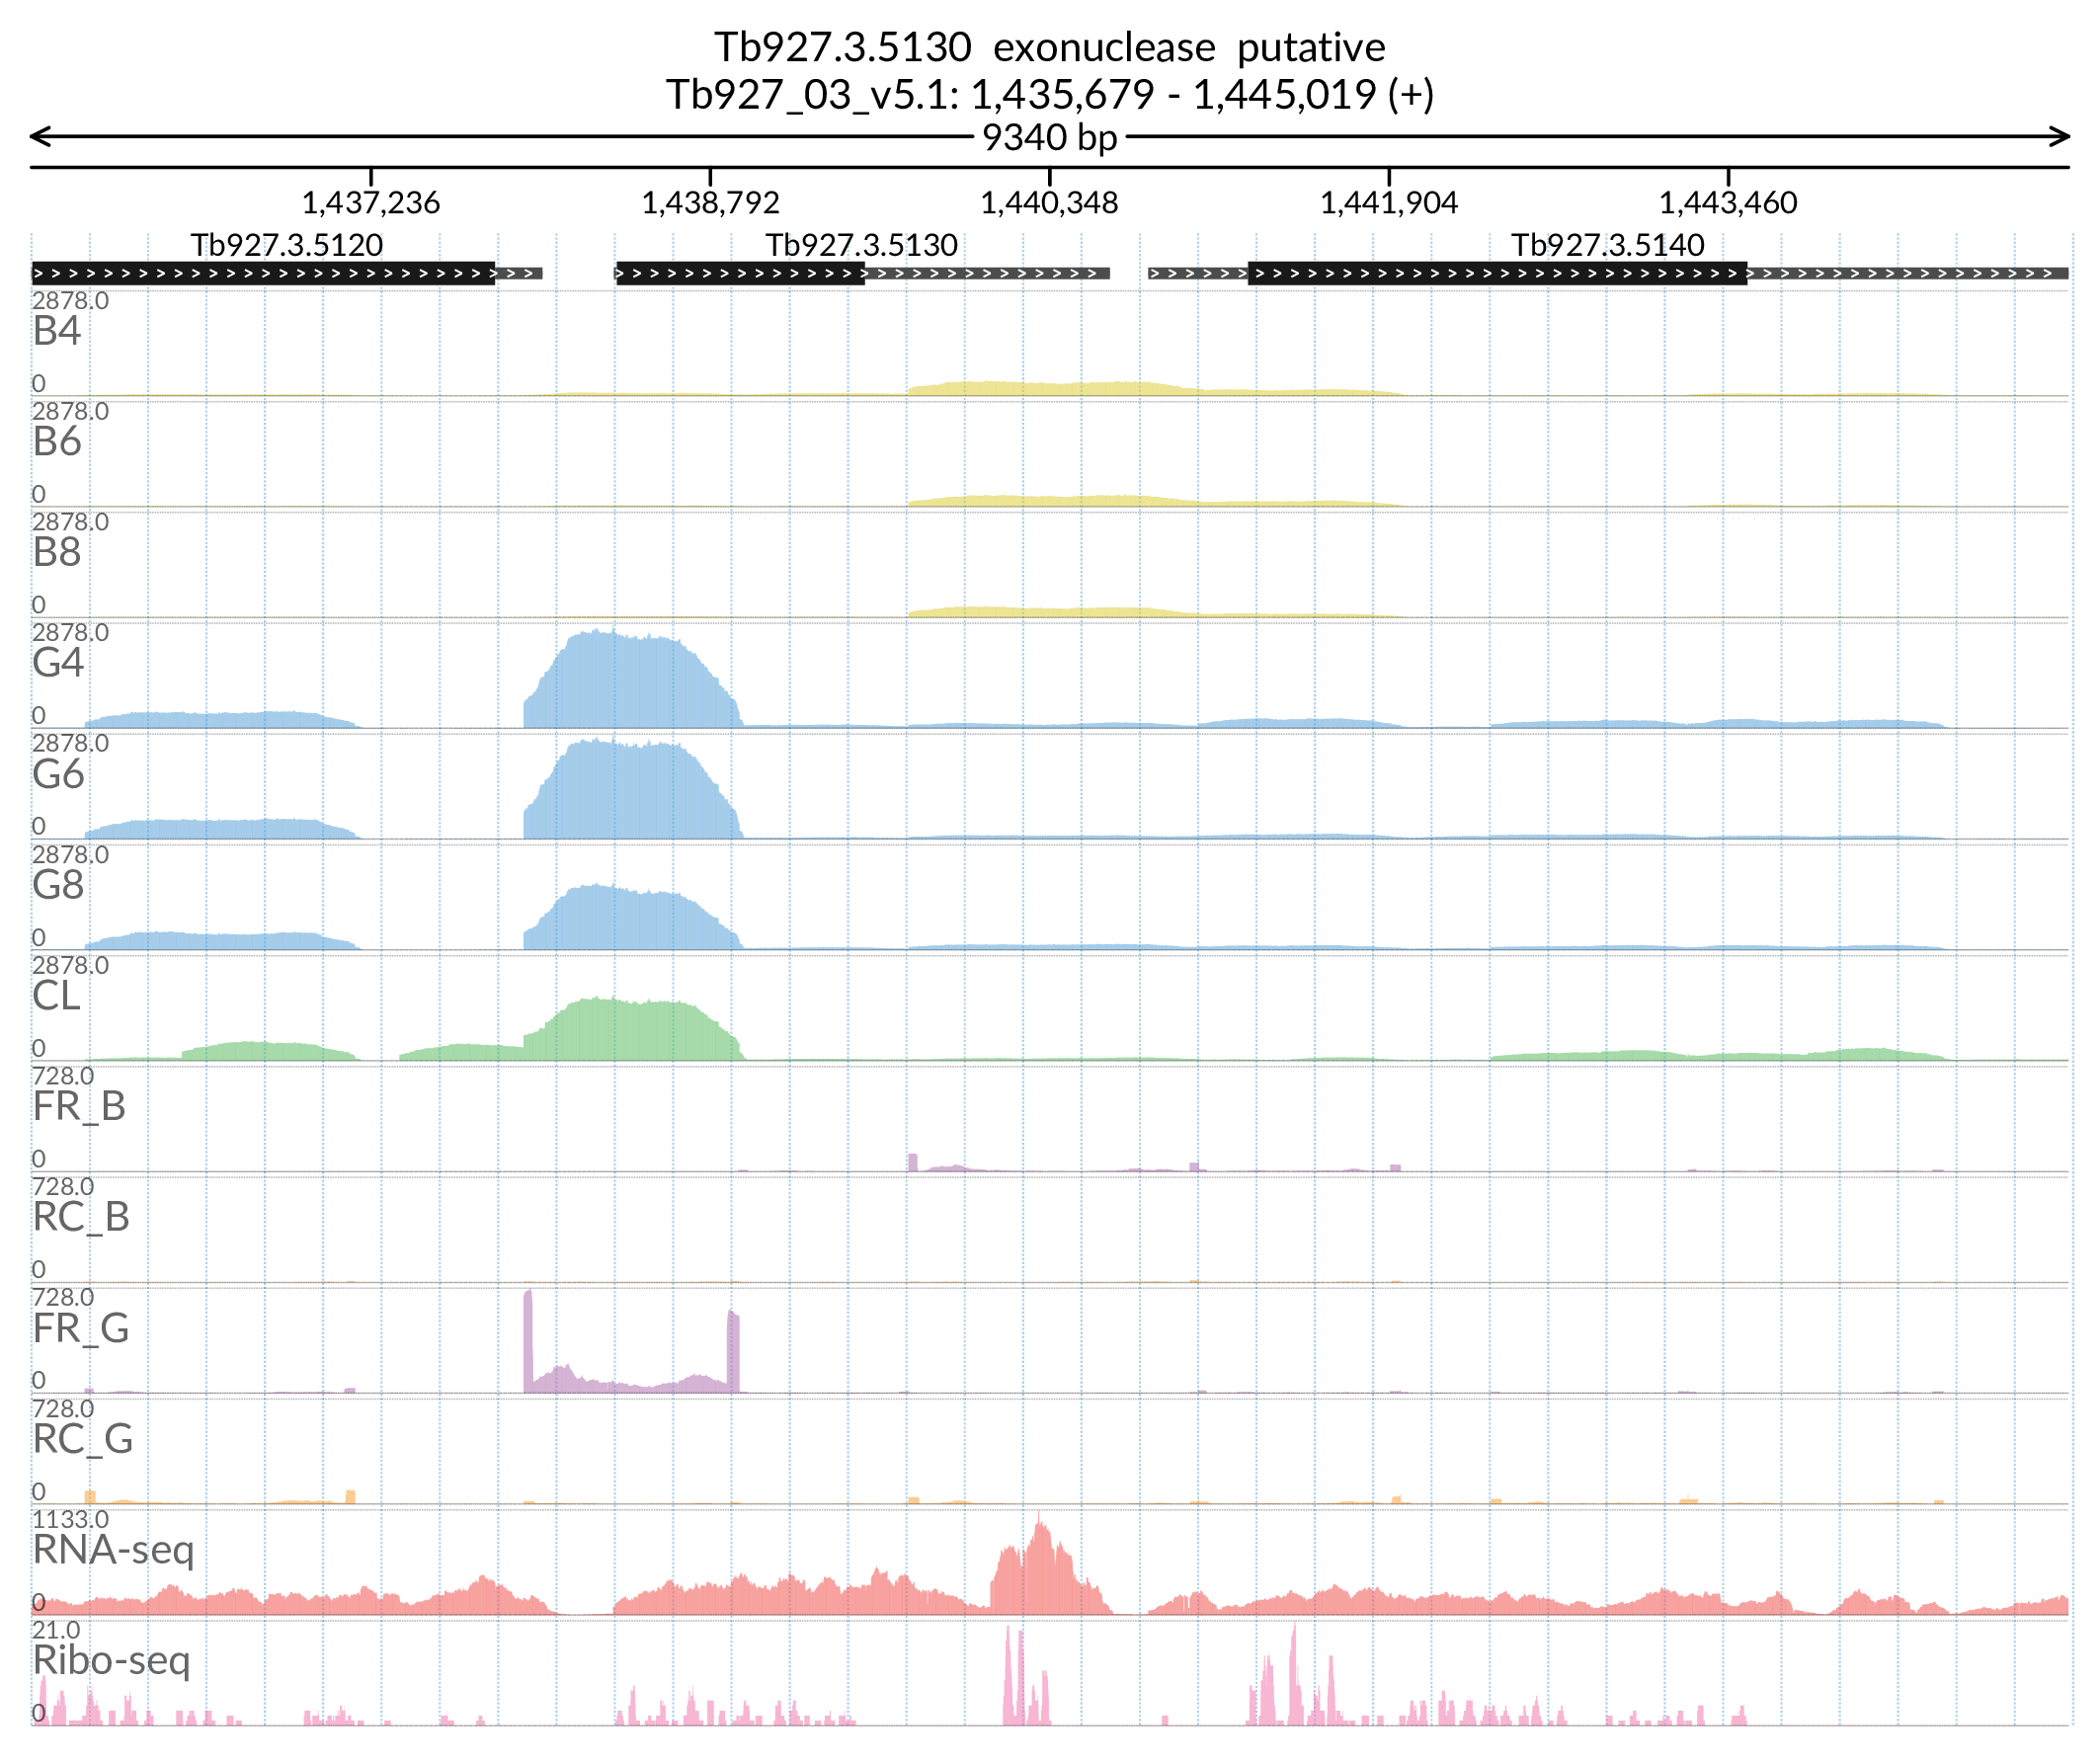 Tb927.3.5130 exonuclease putative
Tb927_03_v5.1: 1,435,679 - 1,445,019 (+)
9340 bp
1,437,236 1,438,792 1,440,348 1,441,904 1,443,460
Tb927.3.5120 Tb927.3.5130 Tb927.3.5140
2878.0
B4
0
2878.0
B6
0
2878.0
B8
0
2878.0
G4
0
2878.0
G6
0
2878.0
G8
0
2878.0
CL
0
728.0
FR_B
0
728.0
RC_B
0
728.0
FR_G
0
728.0
RC_G
0
1133.0
RNA-seq
0
21.0
Ribo-seq
0